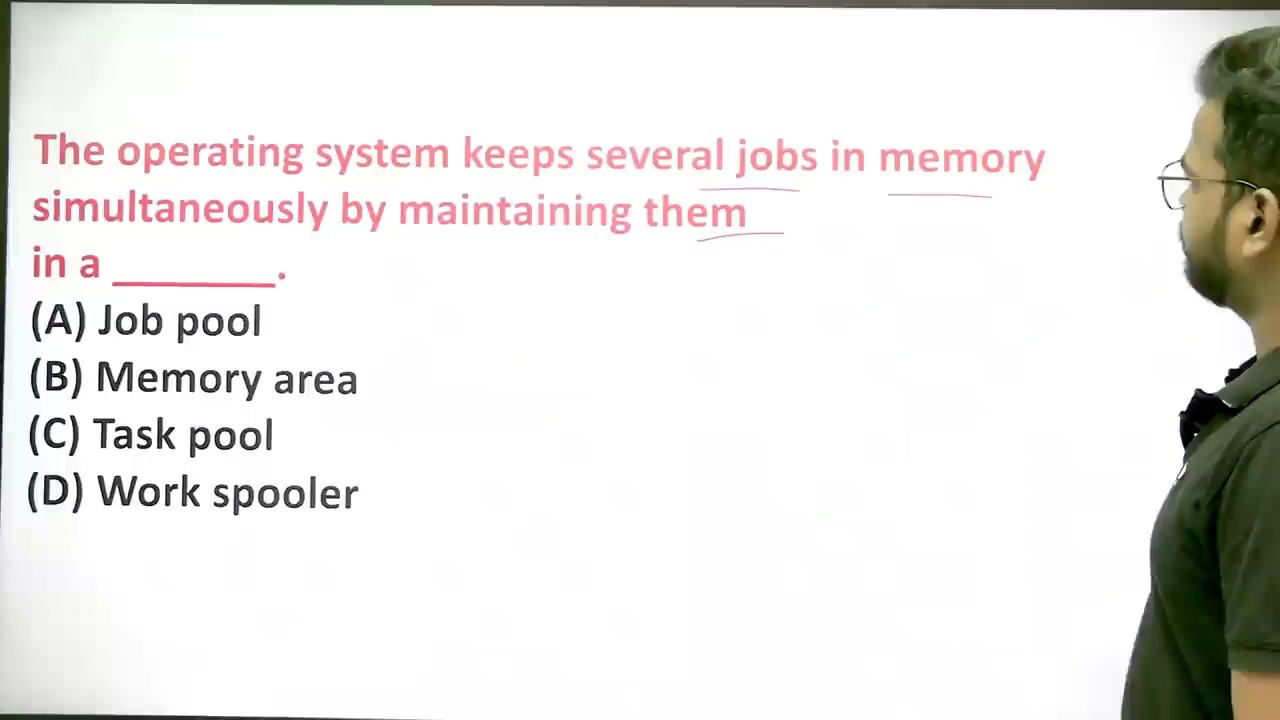 The operating system keeps several jobs in memory
simultaneously by maintaining them
in a _______.
(A) Job pool
(B) Memory area
(C) Task pool
(D) Work spooler